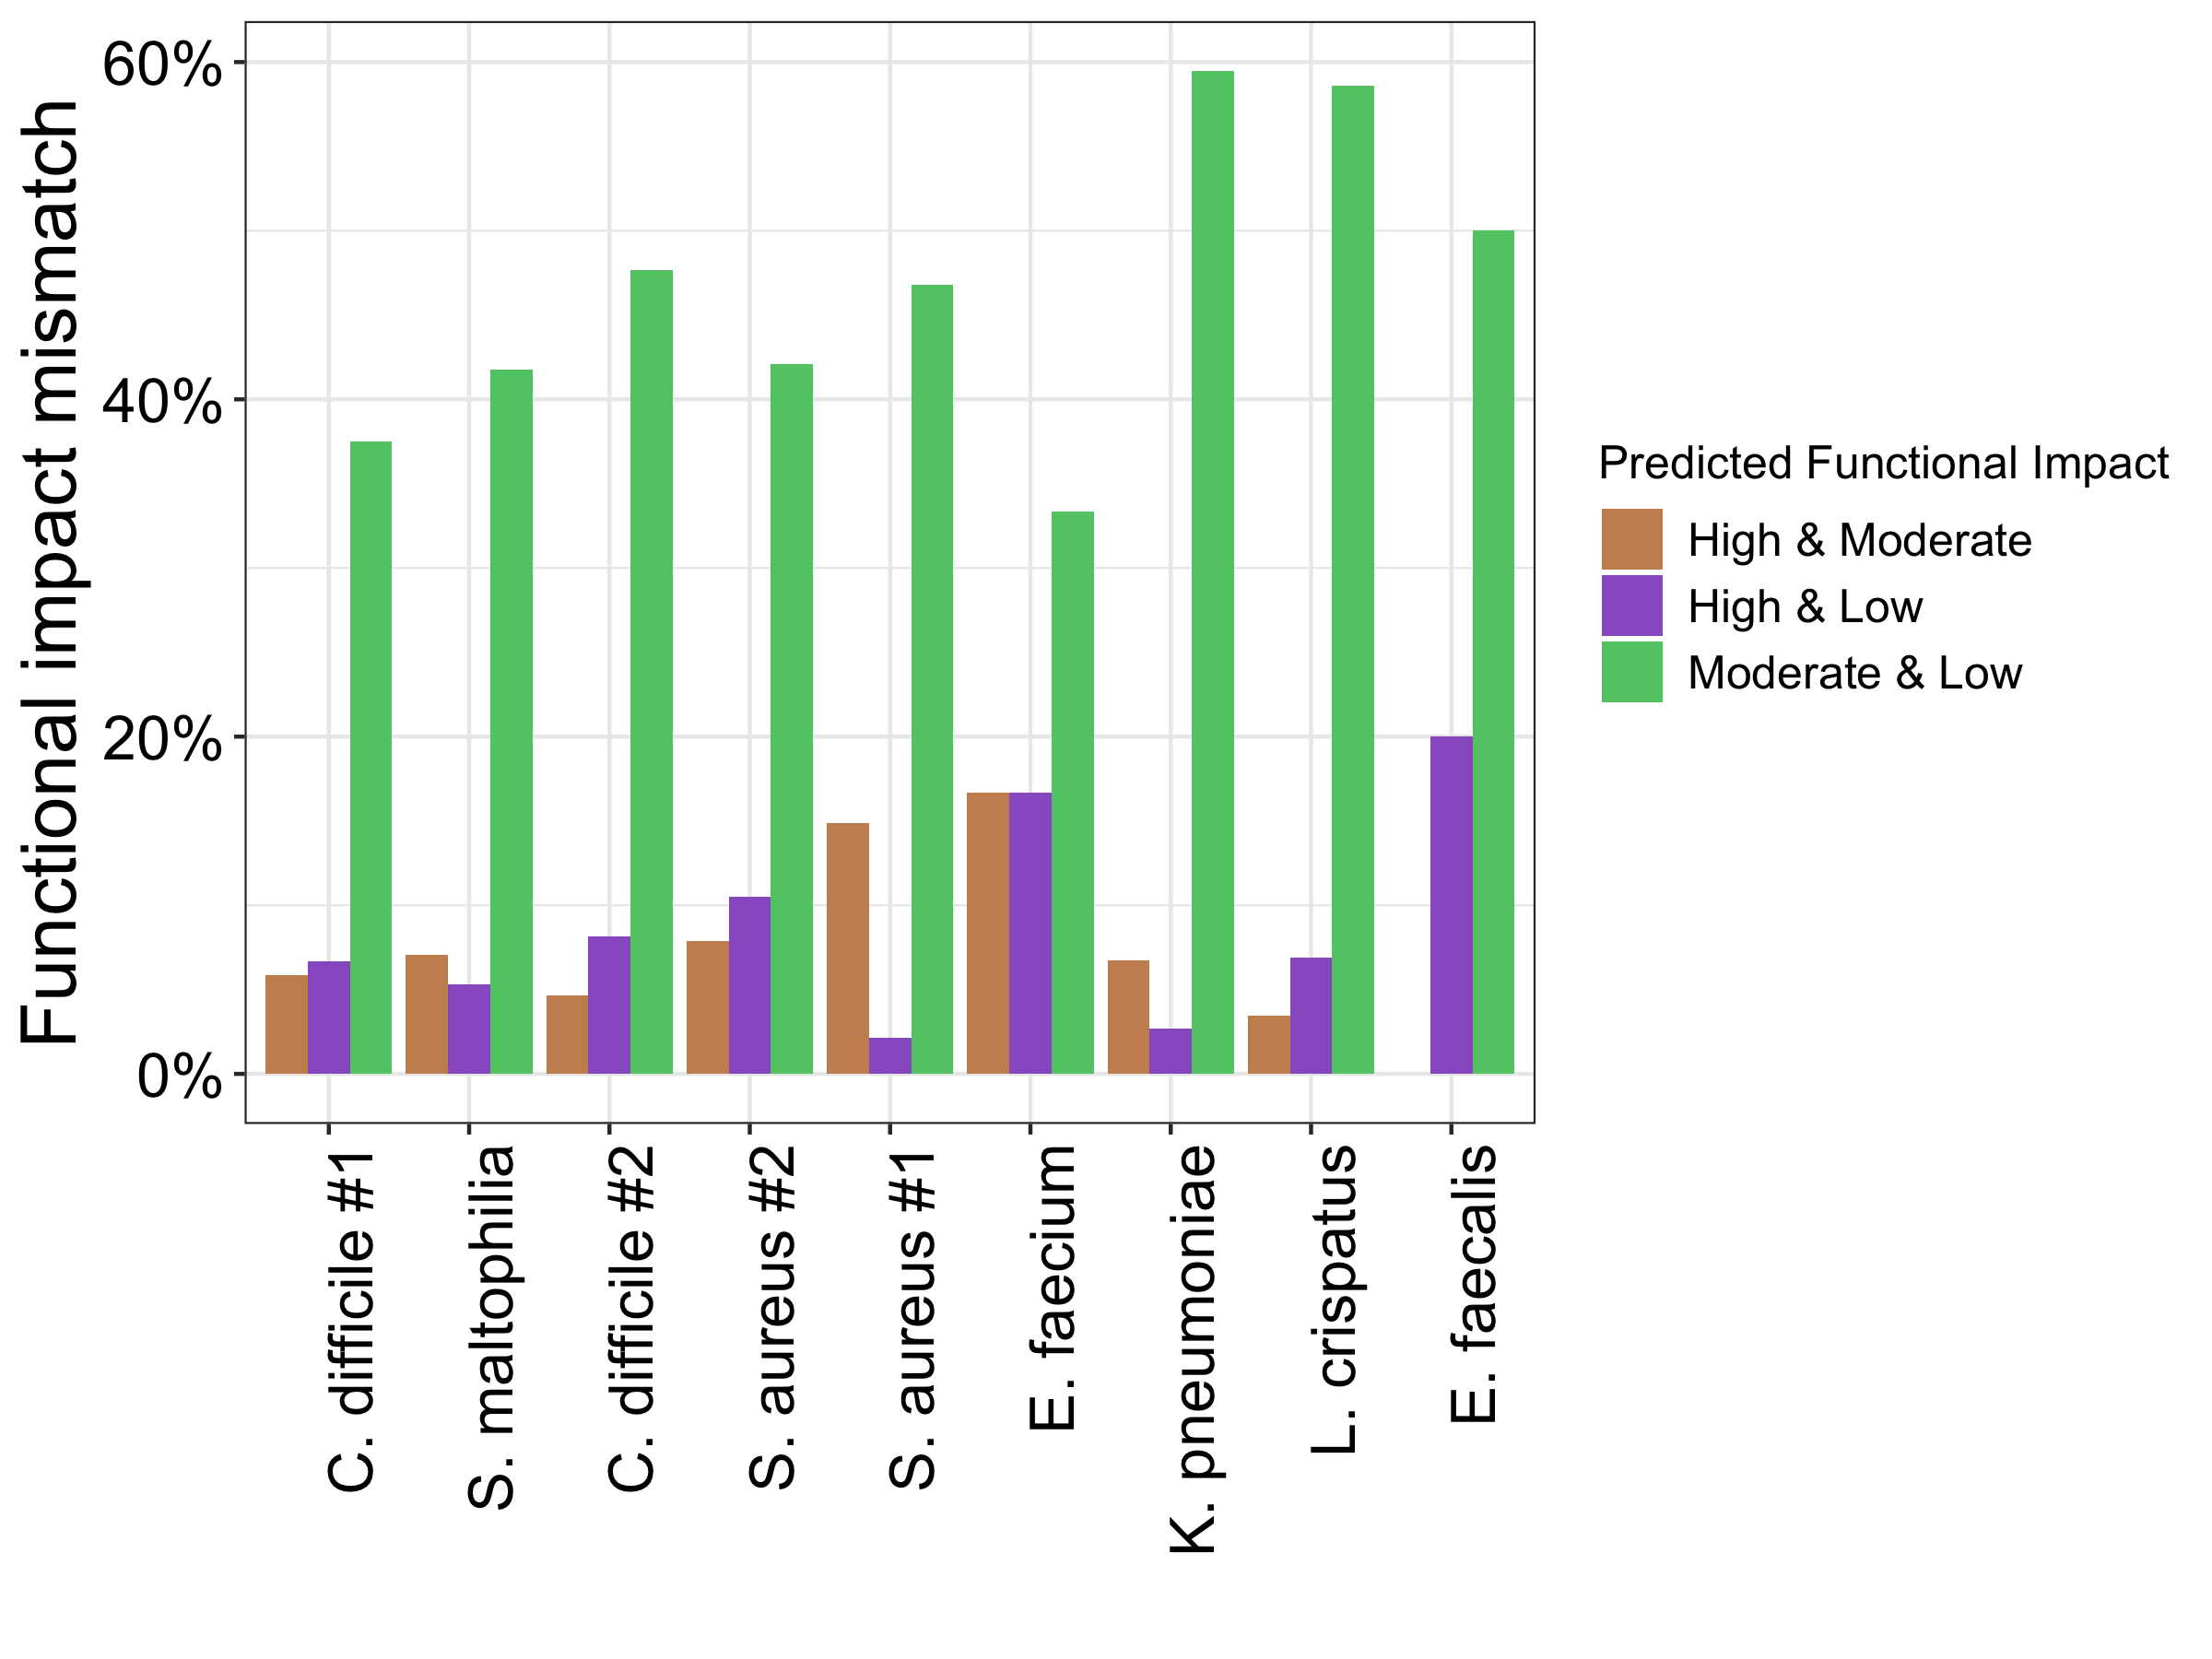 Functional impact mismatch
60%
40%
20%
0%
C. difficile #1
S. maltophilia
C. difficile #2
S. aureus #2
S. aureus #1
E. faecium
K. pneumoniae
L. crispatus
E. faecalis
Predicted Functional Impact
High & Moderate
High & Low
Moderate & Low